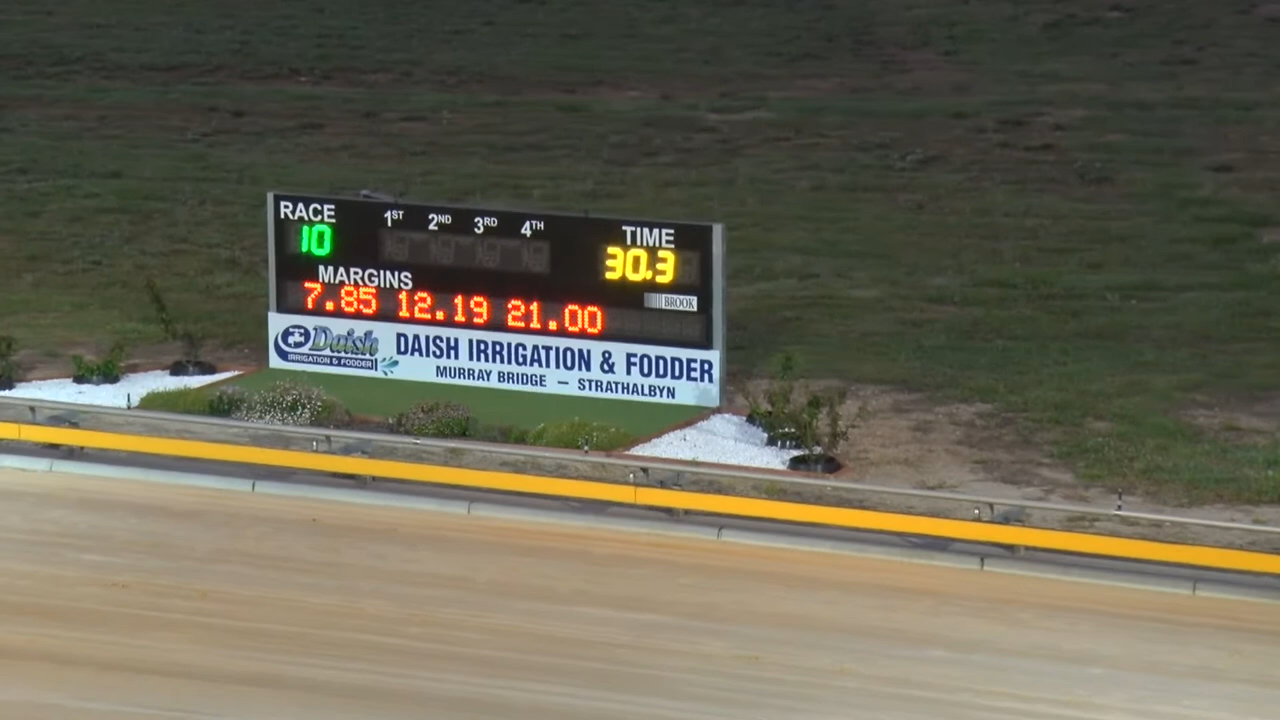 RACE 1ST 2ND 3RD 4TH TIME
10 30.3
MARGINS
7.85 12.19 21.00 BROOK
Daish DAISH IRRIGATION & FODDER
IRRIGATION & FODDER MURRAY BRIDGE – STRATHALBYN